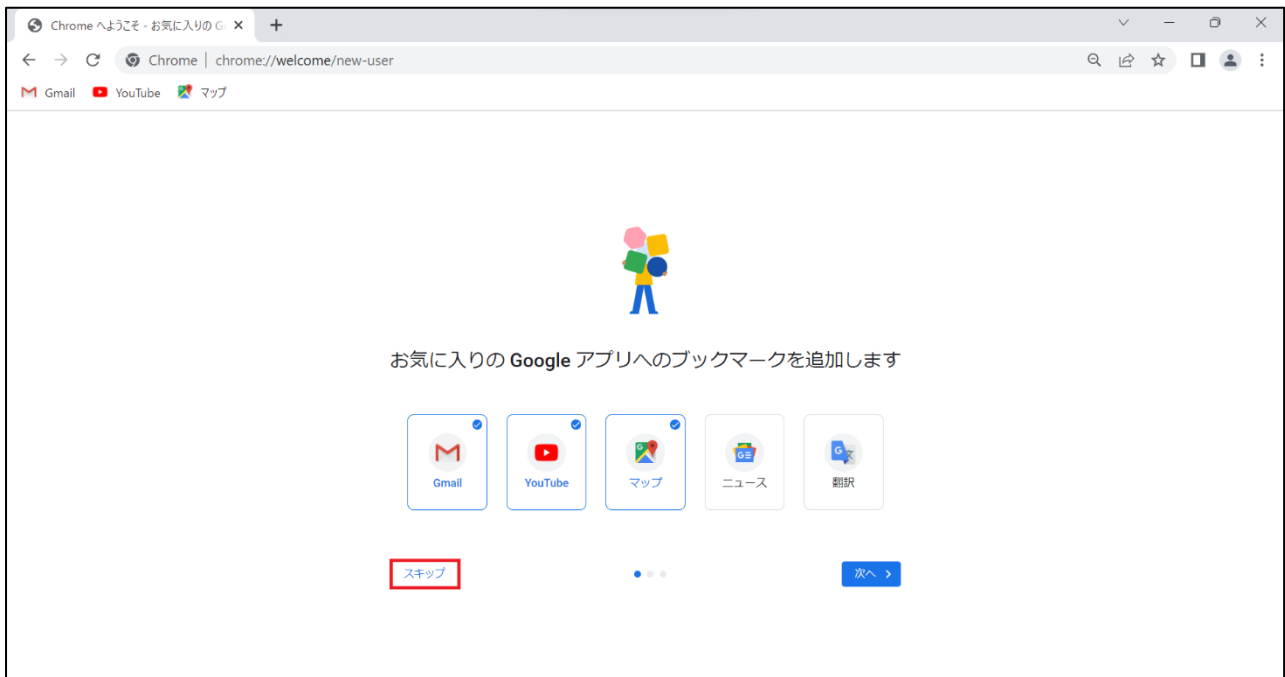 Chrome へようこそ - お気に入りの G
Chrome | chrome://welcome/new-user
Gmail YouTube マップ
お気に入りの Google アプリへのブックマークを追加します
Gmail YouTube マップ ニュース 翻訳
スキップ 次へ